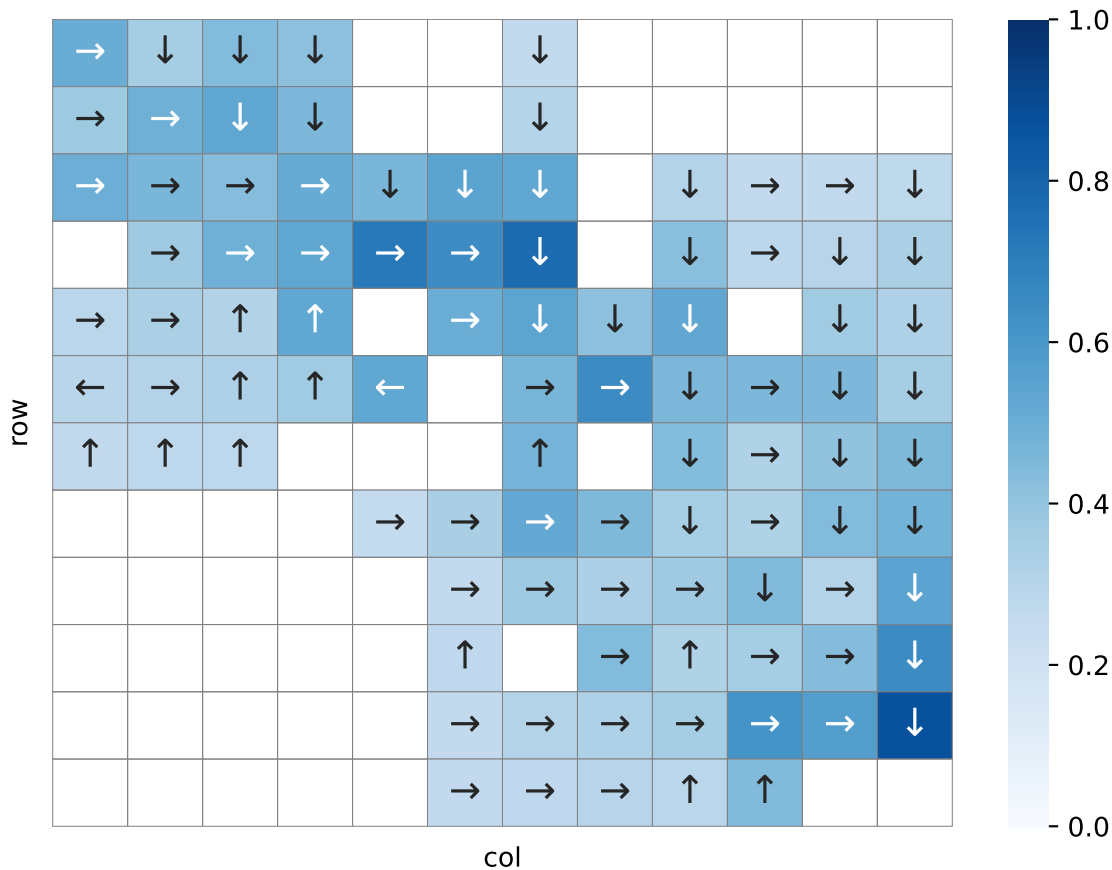 → ↓ ↓ ↓ ↓
→ → ↓ ↓ ↓
→ → → → ↓ ↓ ↓ ↓ → → ↓
→ → → → → ↓ ↓ → ↓ ↓
→ → ↑ ↑ → ↓ ↓ ↓ ↓ ↓
← → ↑ ↑ ← → → ↓ → ↓ ↓
↑ ↑ ↑ ↑ ↓ → ↓ ↓
→ → → → ↓ → ↓ ↓
→ → → → ↓ → ↓
↑ → ↑ → → ↓
→ → → → → → ↓
→ → → ↑ ↑
row
col
1.0
0.8
0.6
0.4
0.2
0.0